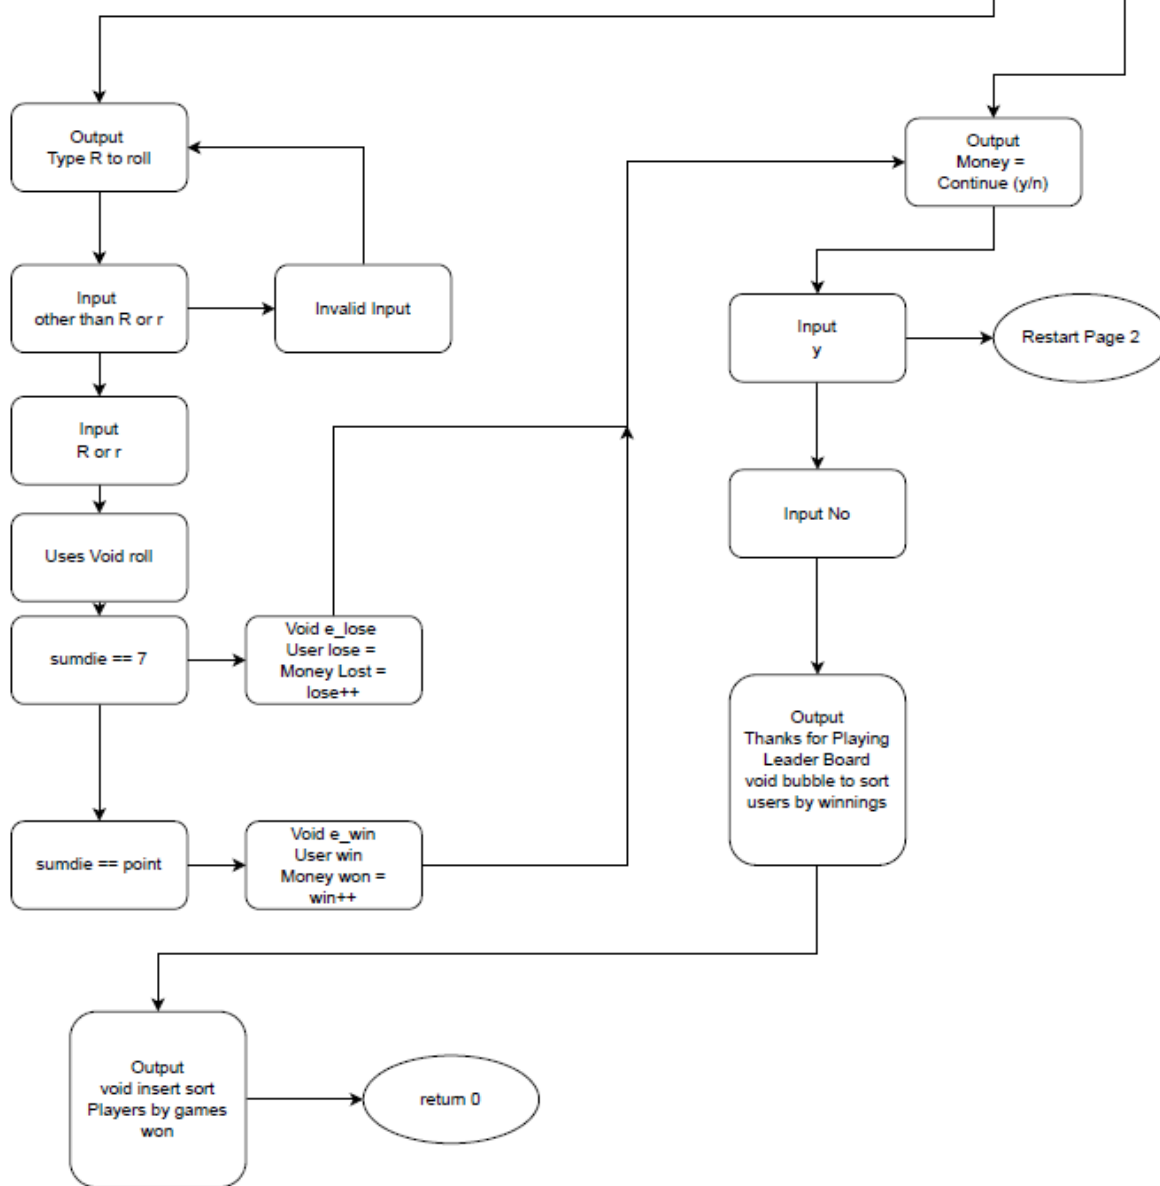 Output
Type R to roll
Output
Money =
Continue (y/n)
Input
other than R or r
Invalid Input
Input
y
Restart Page 2
Input
R or r
Input No
Uses Void roll
sumdie == 7
Void e_lose
User lose =
Money Lost =
lose++
Output
Thanks for Playing
Leader Board
void bubble to sort
users by winnings
sumdie == point
Void e_win
User win
Money won =
win++
Output
void insert sort
Players by games
won
return 0